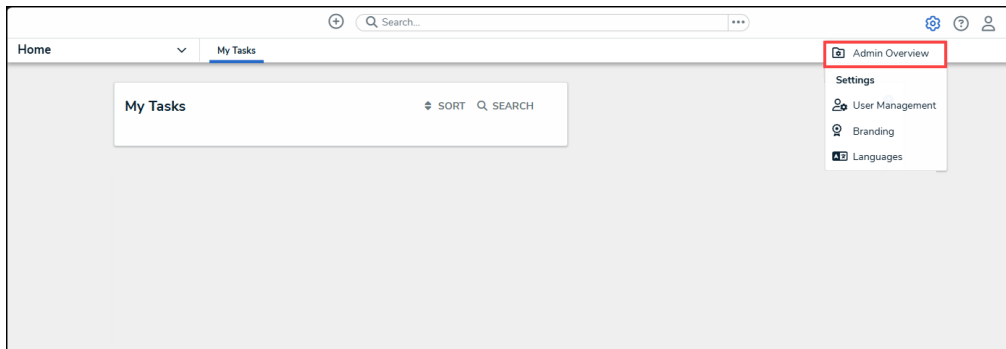 Search...
Home
My Tasks
Admin Overview
Settings
My Tasks
SORT
SEARCH
User Management
Branding
Languages